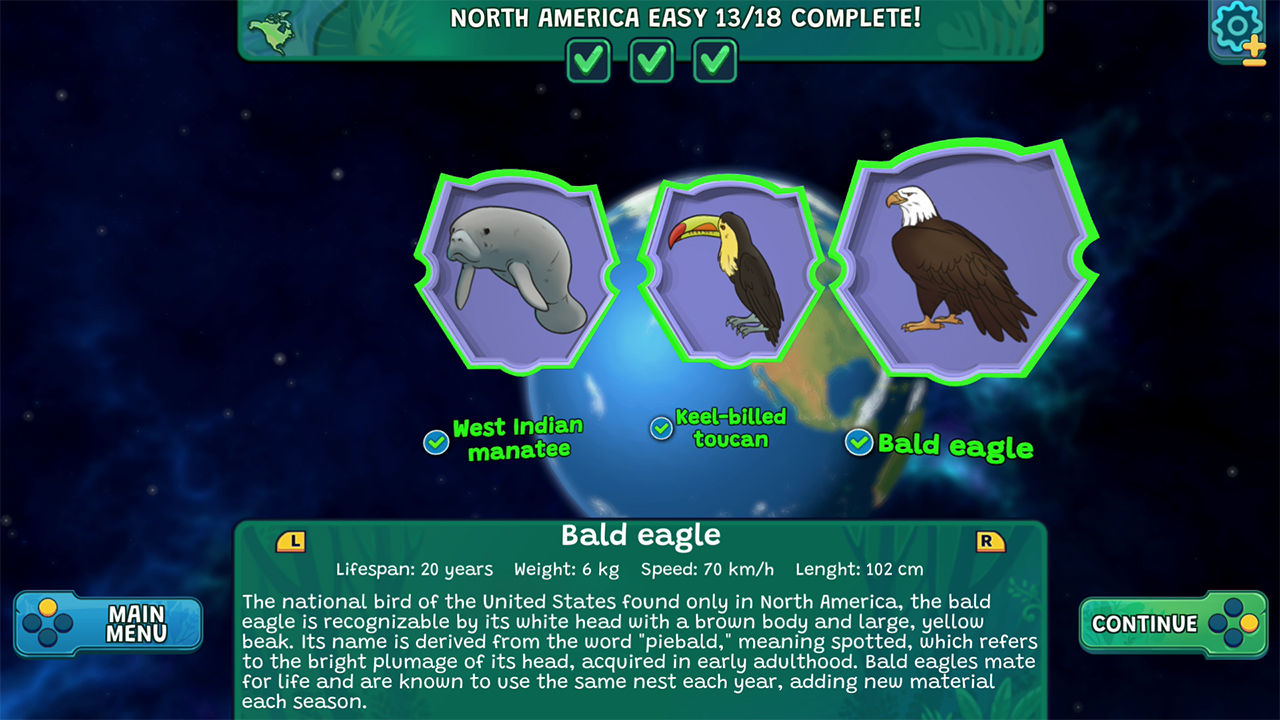 NORTH AMERICA EASY 13/18 COMPLETE!
West Indian
manatee
Keel-billed
toucan
Bald eagle
L
Bald eagle
R
Lifespan: 20 years Weight: 6 kg Speed: 70 km/h Lenght: 102 cm
The national bird of the United States found only in North America, the bald
eagle is recognizable by its white head with a brown body and large, yellow
beak. Its name is derived from the word "piebald," meaning spotted, which refers
to the bright plumage of its head, acquired in early adulthood. Bald eagles mate
for life and are known to use the same nest each year, adding new material
each season.
MAIN
MENU
CONTINUE